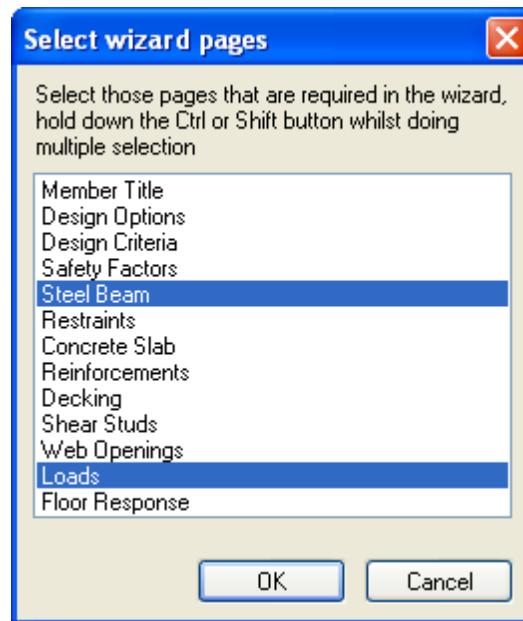 Select wizard pages
Select those pages that are required in the wizard,
hold down the Ctrl or Shift button whilst doing
multiple selection
Member Title
Design Options
Design Criteria
Safety Factors
Steel Beam
Restraints
Concrete Slab
Reinforcements
Decking
Shear Studs
Web Openings
Loads
Floor Response
OK Cancel